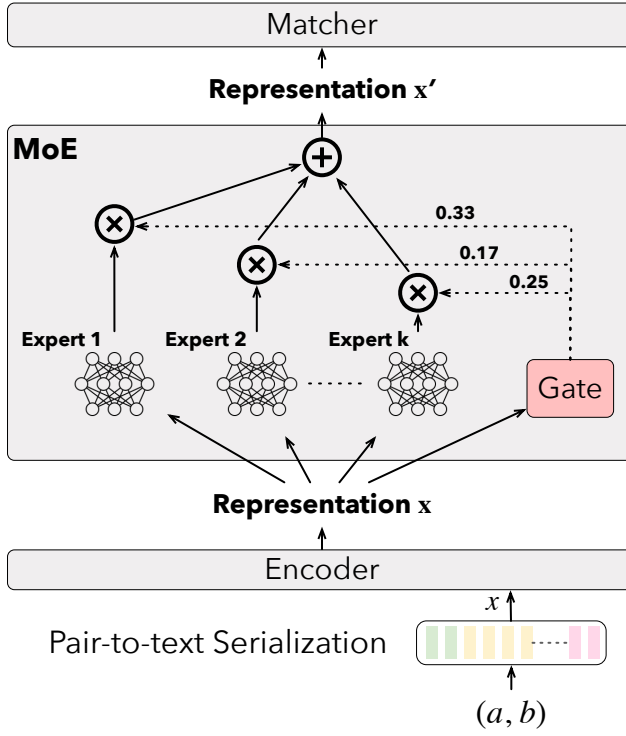 Matcher
Representation x′
MoE
0.33
0.17
0.25
Expert 1
Expert 2
Expert k
Gate
Representation x
Encoder
x
Pair-to-text Serialization
(a, b)